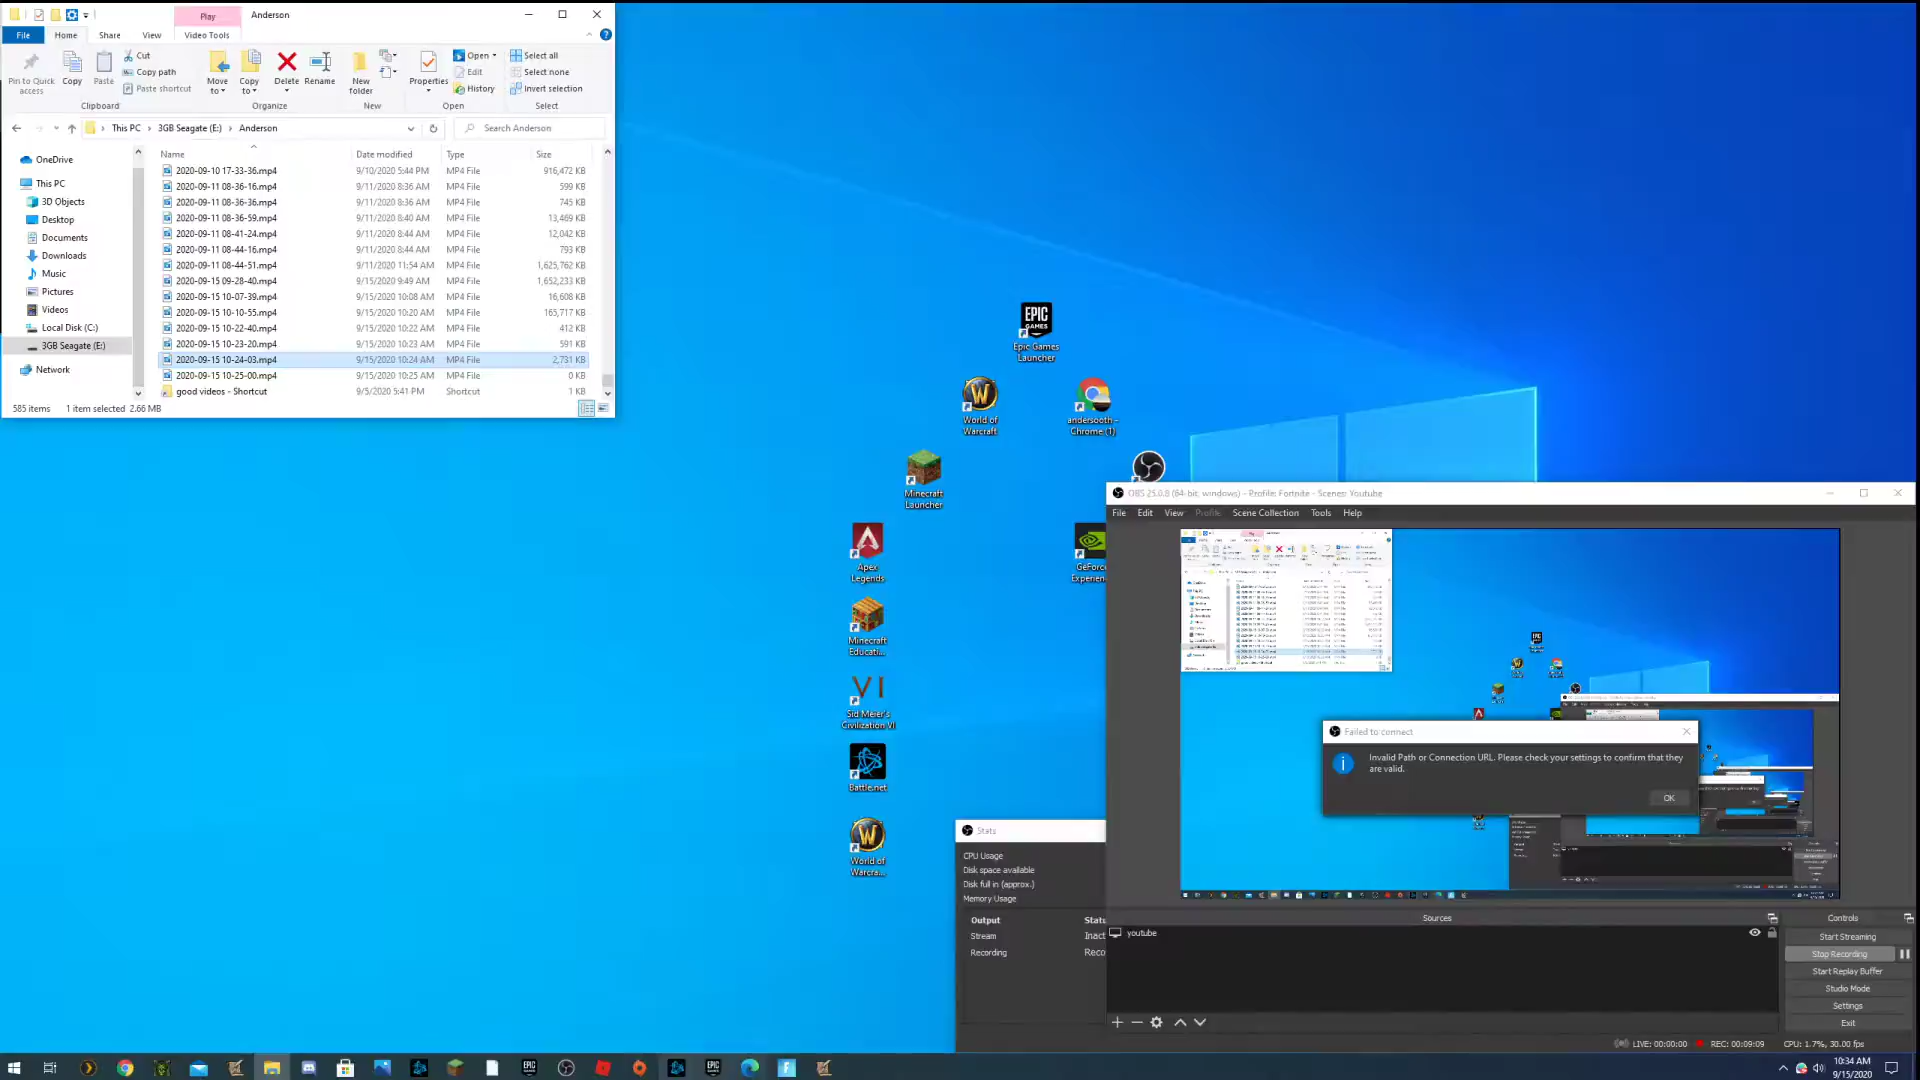 Play
Anderson
File
Home
Share
View
Video Tools
Pin to Quick access
Copy
Paste
Cut
Copy path
Paste shortcut
Move to
Copy to
Delete
Rename
New folder
Properties
Open
Edit
History
Select all
Select none
Invert selection
Clipboard
Organize
New
Open
Select
This PC
3GB Seagate (E:)
Anderson
Search Anderson
OneDrive
This PC
3D Objects
Desktop
Documents
Downloads
Music
Pictures
Videos
Local Disk (C:)
3GB Seagate (E:)
Network
Name Date modified Type Size
2020-09-10 17-33-36.mp4 9/10/2020 5:44 PM MP4 File 916,472 KB
2020-09-11 08-36-16.mp4 9/11/2020 8:36 AM MP4 File 599 KB
2020-09-11 08-36-36.mp4 9/11/2020 8:36 AM MP4 File 745 KB
2020-09-11 08-36-59.mp4 9/11/2020 8:40 AM MP4 File 13,469 KB
2020-09-11 08-41-24.mp4 9/11/2020 8:44 AM MP4 File 12,042 KB
2020-09-11 08-44-16.mp4 9/11/2020 8:44 AM MP4 File 793 KB
2020-09-11 08-44-51.mp4 9/11/2020 11:54 AM MP4 File 1,625,762 KB
2020-09-15 09-28-40.mp4 9/15/2020 9:49 AM MP4 File 1,652,233 KB
2020-09-15 10-07-39.mp4 9/15/2020 10:08 AM MP4 File 16,608 KB
2020-09-15 10-10-55.mp4 9/15/2020 10:20 AM MP4 File 165,717 KB
2020-09-15 10-22-40.mp4 9/15/2020 10:22 AM MP4 File 412 KB
2020-09-15 10-23-20.mp4 9/15/2020 10:23 AM MP4 File 591 KB
2020-09-15 10-24-03.mp4 9/15/2020 10:24 AM MP4 File 2,731 KB
2020-09-15 10-25-00.mp4 9/15/2020 10:25 AM MP4 File 0 KB
good videos - Shortcut 9/5/2020 5:41 PM Shortcut 1 KB
585 items 1 item selected 2.66 MB
EPIC
GAMES
Epic Games
Launcher
World of
Warcraft
andersooth -
Chrome (1)
Minecraft
Launcher
Apex
Legends
GeForce
Experien
Minecraft
Educati...
VI
Sid Meier's
Civilization VI
Battle.net
World of
Warcra...
OBS 25.0.8 (64-bit, windows) - Profile: Fortnite - Scenes: Youtube
File Edit View Profile Scene Collection Tools Help
Failed to connect
Invalid Path or Connection URL. Please check your settings to confirm that they
are valid.
OK
Stats
CPU Usage
Disk space available
Disk full in (approx.)
Memory Usage
Output Stats
Stream Inact
Recording Reco
Sources
youtube
Controls
Start Streaming
Stop Recording
Start Replay Buffer
Studio Mode
Settings
Exit
LIVE: 00:00:00 REC: 00:09:09 CPU: 1.7%, 30.00 fps
10:34 AM
9/15/2020